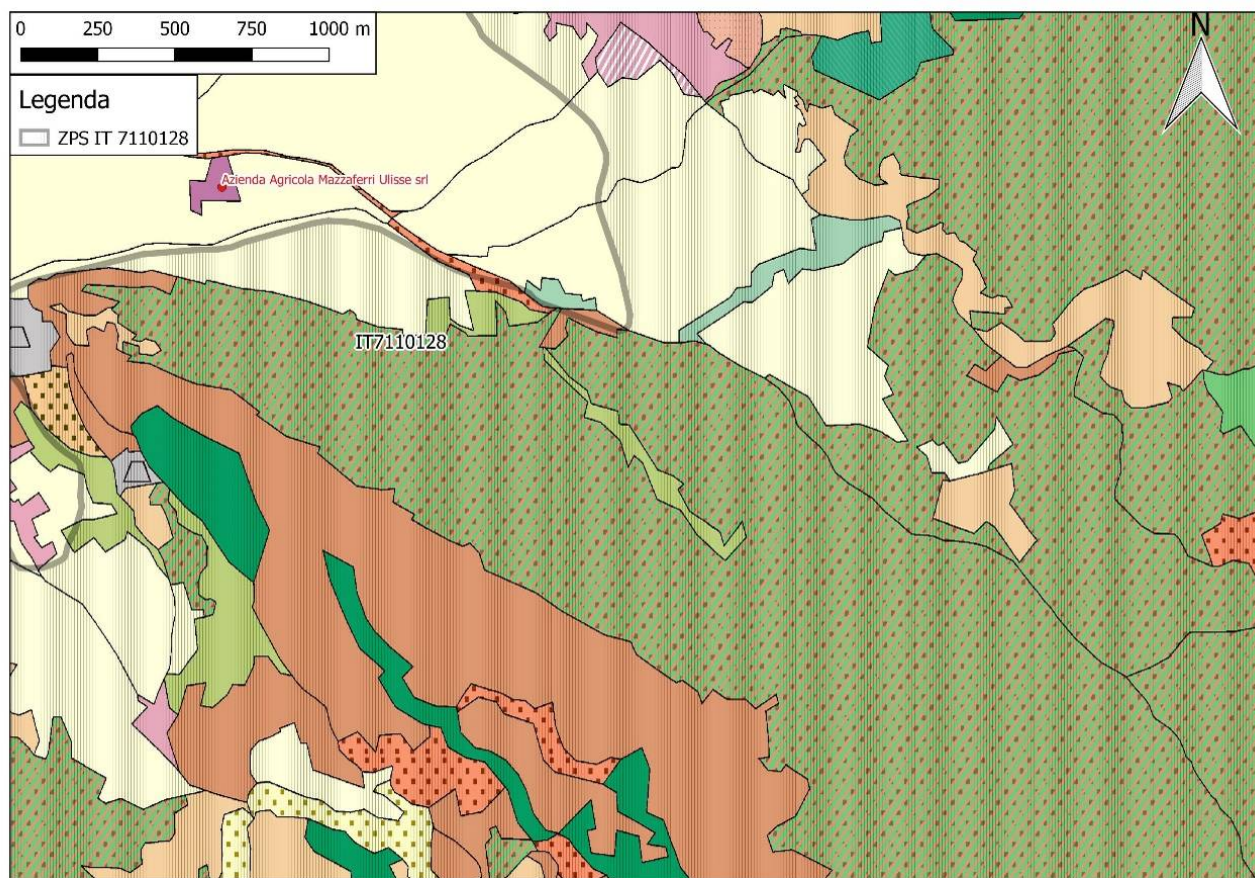 0 250 500 750 1000 m
N
Legenda
ZPS IT 7110128
Azienda Agricola Mazzaferri Ulisse srl
IT7110128